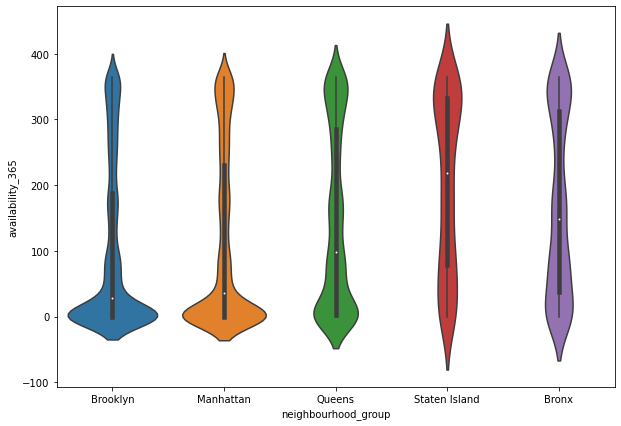 400
300
200
100
0
−100
availability_365
Brooklyn Manhattan Queens Staten Island Bronx
neighbourhood_group